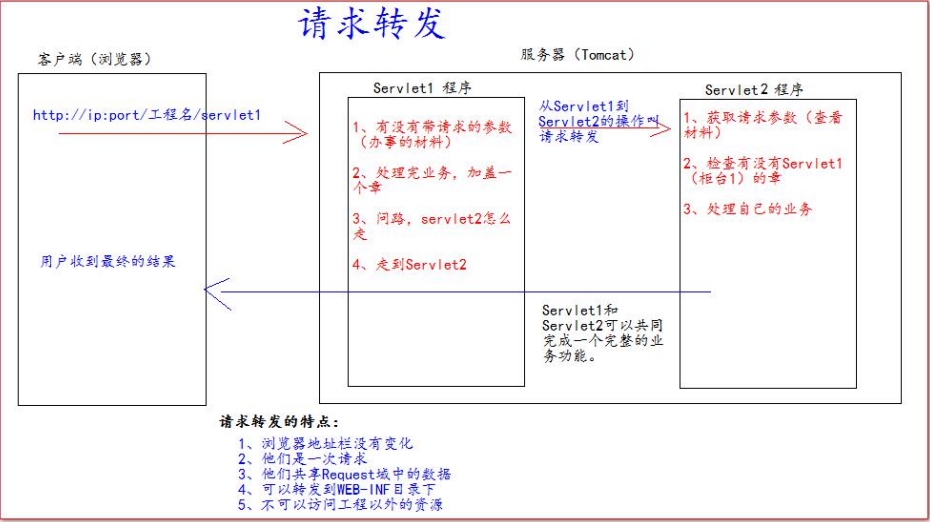 请求转发
客户端（浏览器）
服务器（Tomcat）
http://ip:port/工程名/servlet1
用户收到最终的结果
Servlet1 程序
1、有没有带请求的参数
（办事的材料）
2、处理完业务，加盖一
个章
3、问路，servlet2怎么
走
4、走到Servlet2
从Servlet1到
Servlet2的操作叫
请求转发
Servlet2 程序
1、获取请求参数（查看
材料）
2、检查有没有Servlet1
（柜台1）的章
3、处理自己的业务
Servlet1和
Servlet2可以共同
完成一个完整的业
务功能。
请求转发的特点：
1、浏览器地址栏没有变化
2、他们是一次请求
3、他们共享Request域中的数据
4、可以转发到WEB-INF目录下
5、不可以访问工程以外的资源